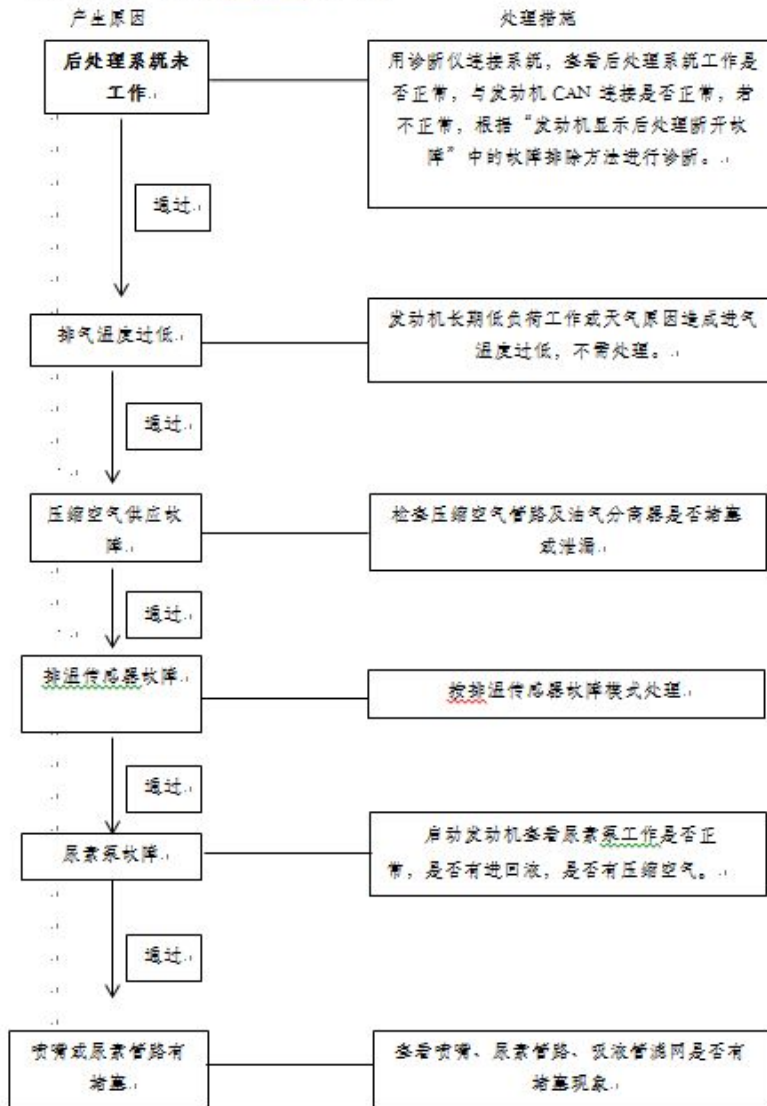 产生原因
处理措施
后处理系统未
工作
用诊断仪连接系统，查看后处理系统工作是
否正常，与发动机 CAN 连接是否正常，若
不正常，根据“发动机显示后处理断开故
障”中的故障排除方法进行诊断。
通过
排气温度过低
发动机长期低负荷工作或天气原因造成进气
温度过低，不需处理。
通过
压缩空气供应故
障
检查压缩空气管路及油气分离器是否堵塞
或泄漏
通过
排温传感器故障
按排温传感器故障模式处理
通过
尿素泵故障
启动发动机查看尿素泵工作是否正
常，是否有进回液，是否有压缩空气。
通过
喷嘴或尿素管路有
堵塞
查看喷嘴、尿素管路、吸液管滤网是否有
堵塞现象